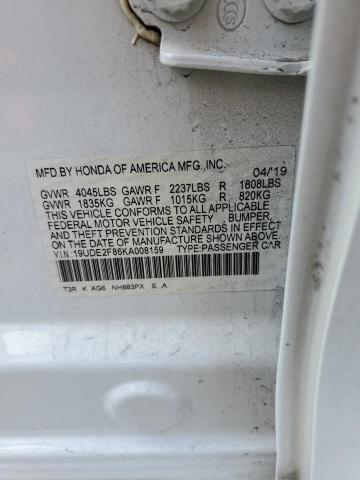 MFD.BY HONDA OF AMERICA MFG.,INC. 04/'19
GVWR 4045LBS GAWR F 2237LBS R 1808LBS
GVWR 1835KG GAWR F 1015KG R 820KG
THIS VEHICLE CONFORMS TO ALL APPLICABLE
FEDERAL MOTOR VEHICLE SAFETY , BUMPER,
AND THEFT PREVENTION STANDARDS IN EFFECT
ON THE DATE OF MANUFACTURE SHOWN ABOVE.
V.I.N:19UDE2F86KA008159 TYPE:PASSENGER CAR
T3R K AG6 NH883PX E A